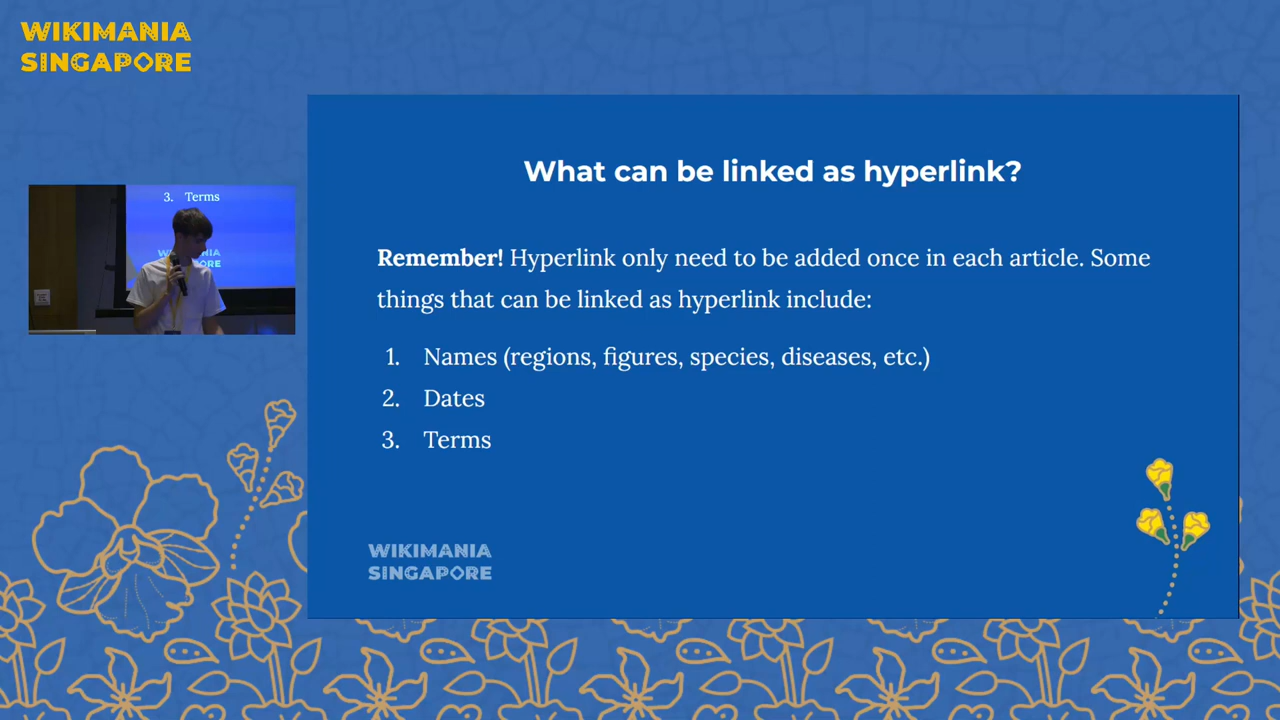 WIKIMANIA
SINGAPORE
What can be linked as hyperlink?
Remember! Hyperlink only need to be added once in each article. Some
things that can be linked as hyperlink include:
1. Names (regions, figures, species, diseases, etc.)
2. Dates
3. Terms
WIKIMANIA
SINGAPORE
3. Terms